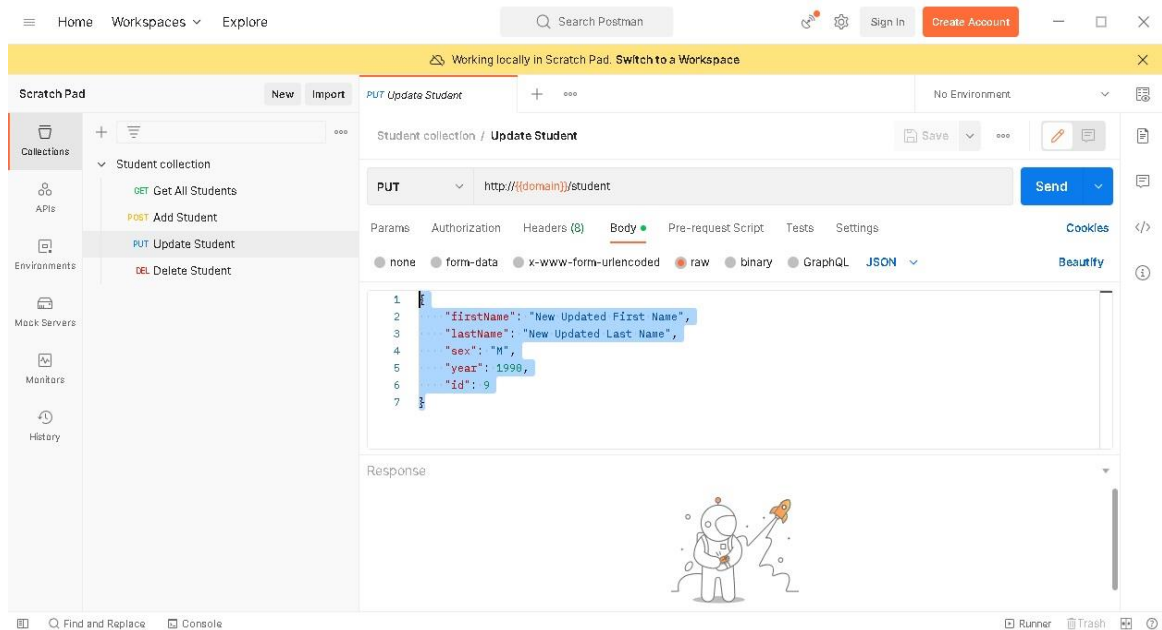 Home Workspaces Explore Search Postman Sign In Create Account
Working locally in Scratch Pad. Switch to a Workspace
Scratch Pad New Import
PUT Update Student
No Environment
Collections
APIs
Environments
Mock Servers
Monitors
History
Student collection
GET Get All Students
POST Add Student
PUT Update Student
DEL Delete Student
Student collection / Update Student Save
PUT http://{{domain}}/student Send
Params Authorization Headers (8) Body Pre-request Script Tests Settings Cookies
none form-data x-www-form-urlencoded raw binary GraphQL JSON Beautify
1 {
2 "firstName": "New Updated First Name",
3 "lastName": "New Updated Last Name",
4 "sex": "M",
5 "year": 1990,
6 "id": 9
7 }
Response
Find and Replace Console Runner Trash